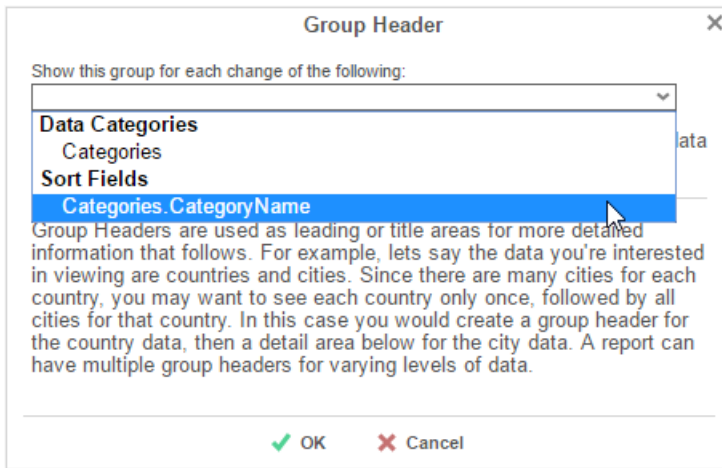 Group Header
Show this group for each change of the following:
Data Categories
Categories
Sort Fields
Categories.CategoryName
Group Headers are used as leading or title areas for more detailed
information that follows. For example, lets say the data you're interested
in viewing are countries and cities. Since there are many cities for each
country, you may want to see each country only once, followed by all
cities for that country. In this case you would create a group header for
the country data, then a detail area below for the city data. A report can
have multiple group headers for varying levels of data.
OK Cancel